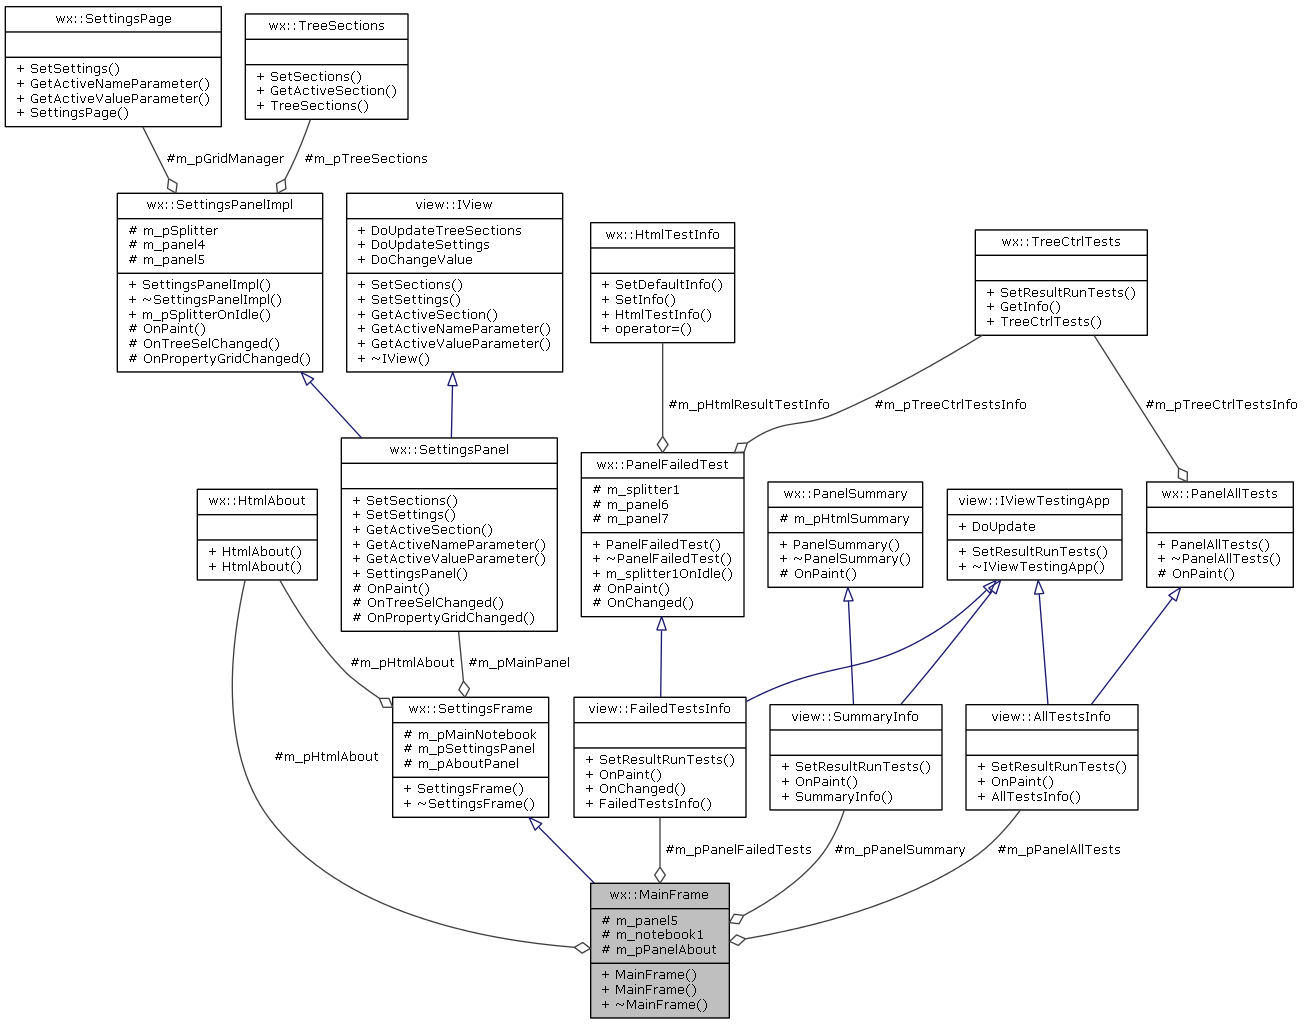 wx::SettingsPage
+ SetSettings()
+ GetActiveNameParameter()
+ GetActiveValueParameter()
+ SettingsPage()
wx::TreeSections
+ SetSections()
+ GetActiveSection()
+ TreeSections()
#m_pGridManager
#m_pTreeSections
wx::SettingsPanelImpl
# m_pSplitter
# m_panel4
# m_panel5
+ SettingsPanelImpl()
+ ~SettingsPanelImpl()
+ m_pSplitterOnIdle()
# OnPaint()
# OnTreeSelChanged()
# OnPropertyGridChanged()
view::IView
+ DoUpdateTreeSections
+ DoUpdateSettings
+ DoChangeValue
+ SetSections()
+ SetSettings()
+ GetActiveSection()
+ GetActiveNameParameter()
+ GetActiveValueParameter()
+ ~IView()
wx::HtmlTestInfo
+ SetDefaultInfo()
+ SetInfo()
+ HtmlTestInfo()
+ operator=()
wx::TreeCtrlTests
+ SetResultRunTests()
+ GetInfo()
+ TreeCtrlTests()
#m_pHtmlResultTestInfo
#m_pTreeCtrlTestsInfo
#m_pTreeCtrlTestsInfo
wx::HtmlAbout
+ HtmlAbout()
+ HtmlAbout()
wx::SettingsPanel
+ SetSections()
+ SetSettings()
+ GetActiveSection()
+ GetActiveNameParameter()
+ GetActiveValueParameter()
+ SettingsPanel()
# OnPaint()
# OnTreeSelChanged()
# OnPropertyGridChanged()
wx::PanelFailedTest
# m_splitter1
# m_panel6
# m_panel7
+ PanelFailedTest()
+ ~PanelFailedTest()
+ m_splitter1OnIdle()
# OnPaint()
# OnChanged()
wx::PanelSummary
# m_pHtmlSummary
+ PanelSummary()
+ ~PanelSummary()
# OnPaint()
view::IViewTestingApp
+ DoUpdate
+ SetResultRunTests()
+ ~IViewTestingApp()
wx::PanelAllTests
+ PanelAllTests()
+ ~PanelAllTests()
# OnPaint()
#m_pHtmlAbout
#m_pMainPanel
#m_pHtmlAbout
wx::SettingsFrame
# m_pMainNotebook
# m_pSettingsPanel
# m_pAboutPanel
+ SettingsFrame()
+ ~SettingsFrame()
view::FailedTestsInfo
+ SetResultRunTests()
+ OnPaint()
+ OnChanged()
+ FailedTestsInfo()
view::SummaryInfo
+ SetResultRunTests()
+ OnPaint()
+ SummaryInfo()
view::AllTestsInfo
+ SetResultRunTests()
+ OnPaint()
+ AllTestsInfo()
#m_pPanelFailedTests
#m_pPanelSummary
#m_pPanelAllTests
wx::MainFrame
# m_panel5
# m_notebook1
# m_pPanelAbout
+ MainFrame()
+ MainFrame()
+ ~MainFrame()